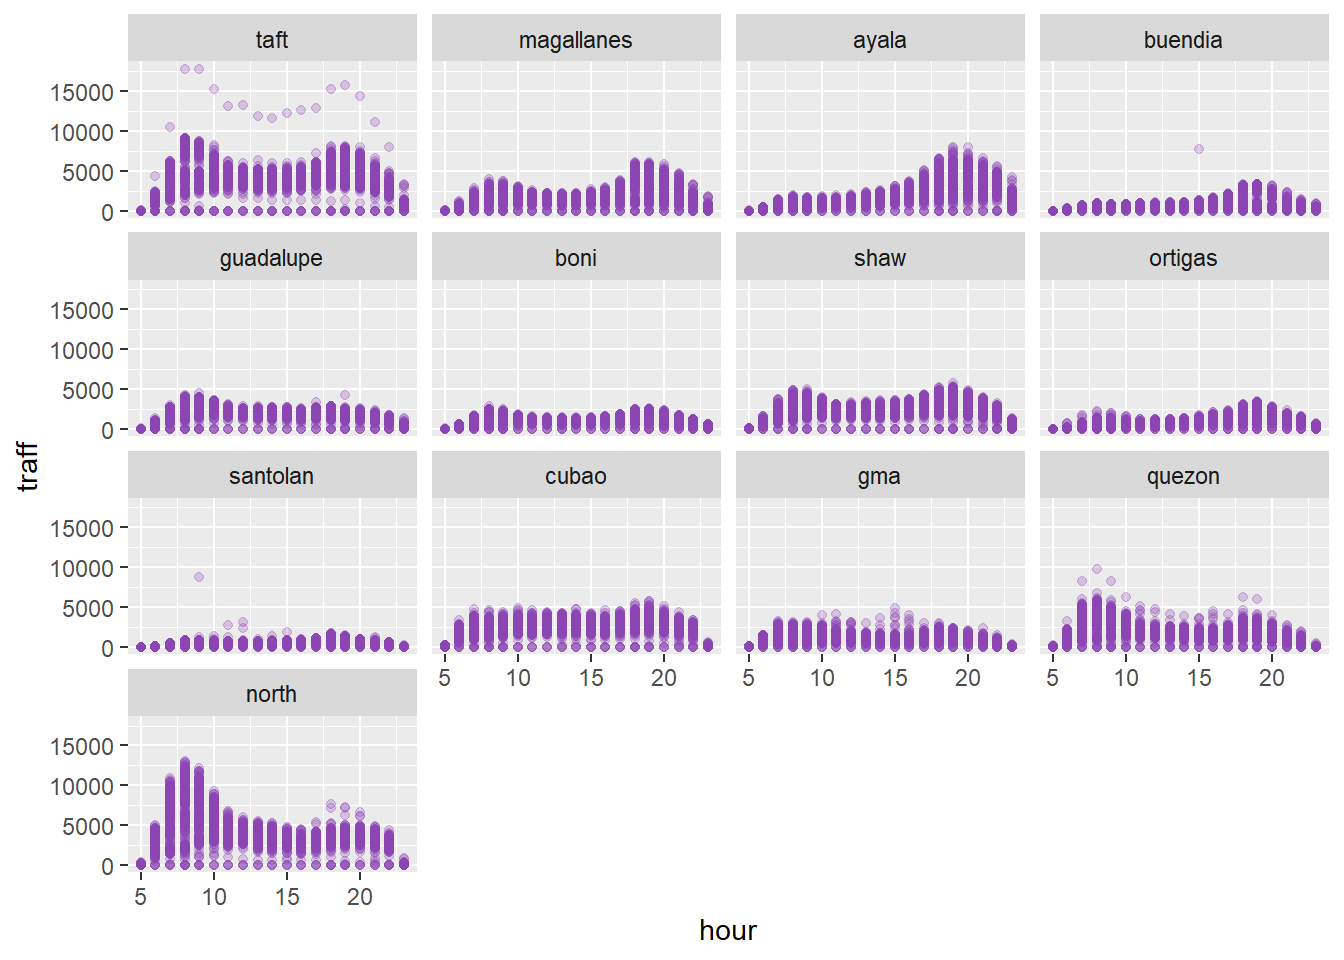 taft magallanes ayala buendia
15000
10000
5000
0
guadalupe boni shaw ortigas
15000
10000
5000
0
traff
santolan cubao gma quezon
15000
10000
5000
0
5 10 15 20 5 10 15 20 5 10 15 20
north
15000
10000
5000
0
5 10 15 20
hour